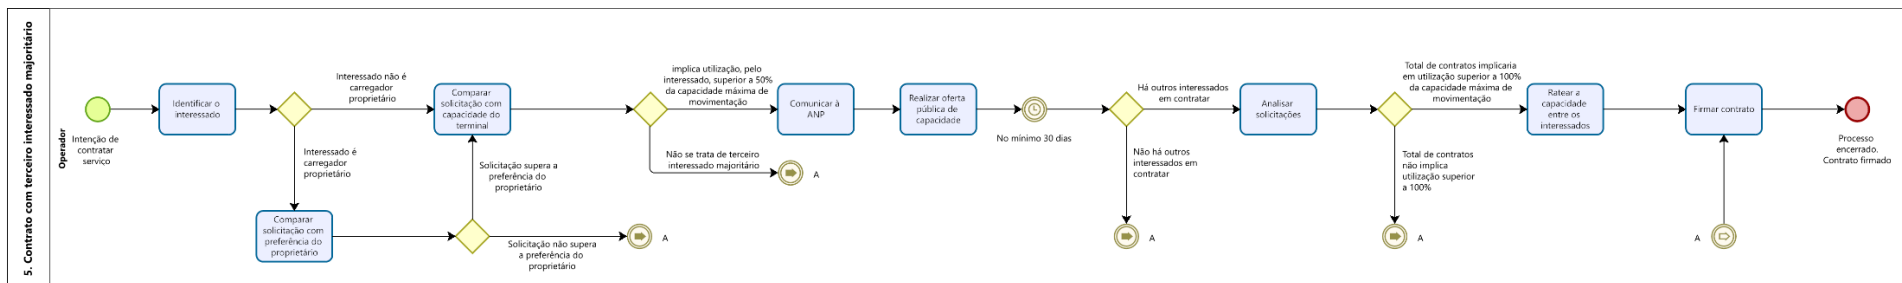 5. Contrato com terceiro interessado majoritário
Operador
Intenção de
contratar
serviço
Identificar o
interessado
Interessado não é
carregador
proprietário
Interessado é
carregador
proprietário
Comparar
solicitação com
preferência do
proprietário
Comparar
solicitação com
capacidade do
terminal
Solicitação supera a
preferência do
proprietário
Solicitação não supera
a preferência do
proprietário
A
implica utilização, pelo
interessado, superior a 50%
da capacidade máxima de
movimentação
Não se trata de terceiro
interessado majoritário
A
Comunicar à
ANP
Realizar oferta
pública de
capacidade
No mínimo 30 dias
Há outros interessados
em contratar
Não há outros
interessados em
contratar
A
Analisar
solicitações
Total de contratos implicaria
em utilização superior a 100%
da capacidade máxima de
movimentação
Total de contratos
não implica
utilização superior
a 100%
A
Ratear a
capacidade
entre os
interessados
Firmar contrato
A
Processo
encerrado.
Contrato firmado